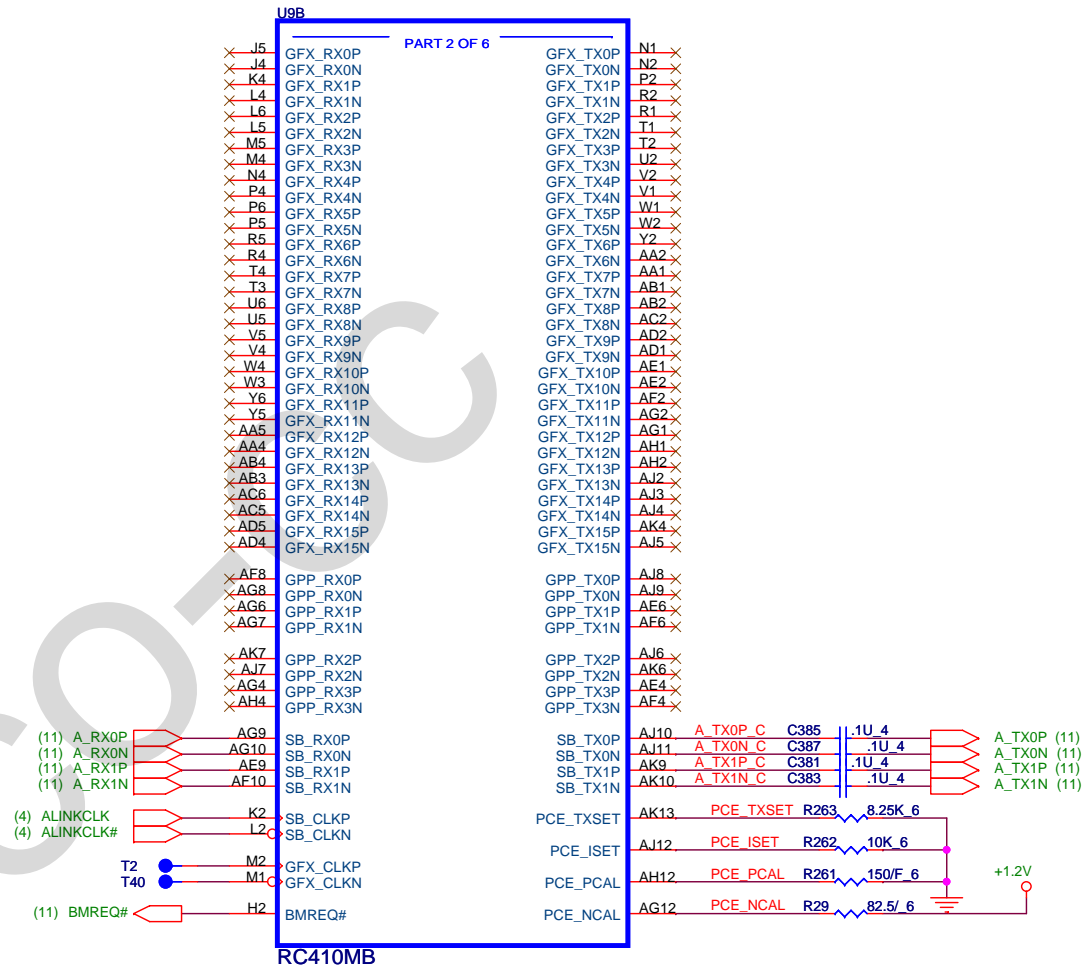 U9B
PART 2 OF 6
J5 GFX_RX0P GFX_TX0P N1
J4 GFX_RX0N GFX_TX0N N2
K4 GFX_RX1P GFX_TX1P P2
L4 GFX_RX1N GFX_TX1N R2
L6 GFX_RX2P GFX_TX2P R1
L5 GFX_RX2N GFX_TX2N T1
M5 GFX_RX3P GFX_TX3P T2
M4 GFX_RX3N GFX_TX3N U2
N4 GFX_RX4P GFX_TX4P V2
P4 GFX_RX4N GFX_TX4N V1
P6 GFX_RX5P GFX_TX5P W1
P5 GFX_RX5N GFX_TX5N W2
R5 GFX_RX6P GFX_TX6P Y2
R4 GFX_RX6N GFX_TX6N AA2
T4 GFX_RX7P GFX_TX7P AA1
T3 GFX_RX7N GFX_TX7N AB1
U6 GFX_RX8P GFX_TX8P AB2
U5 GFX_RX8N GFX_TX8N AC2
V5 GFX_RX9P GFX_TX9P AD2
V4 GFX_RX9N GFX_TX9N AD1
W4 GFX_RX10P GFX_TX10P AE1
W3 GFX_RX10N GFX_TX10N AE2
Y6 GFX_RX11P GFX_TX11P AF2
Y5 GFX_RX11N GFX_TX11N AG2
AA5 GFX_RX12P GFX_TX12P AG1
AA4 GFX_RX12N GFX_TX12N AH1
AB4 GFX_RX13P GFX_TX13P AH2
AB3 GFX_RX13N GFX_TX13N AJ2
AC6 GFX_RX14P GFX_TX14P AJ3
AC5 GFX_RX14N GFX_TX14N AJ4
AD5 GFX_RX15P GFX_TX15P AK4
AD4 GFX_RX15N GFX_TX15N AJ5
AF8 GPP_RX0P GPP_TX0P AJ8
AG8 GPP_RX0N GPP_TX0N AJ9
AG6 GPP_RX1P GPP_TX1P AE6
AG7 GPP_RX1N GPP_TX1N AF6
AK7 GPP_RX2P GPP_TX2P AJ6
AJ7 GPP_RX2N GPP_TX2N AK6
AG4 GPP_RX3P GPP_TX3P AE4
AH4 GPP_RX3N GPP_TX3N AF4
(11) A_RX0P AG9 SB_RX0P SB_TX0P AJ10 A_TX0P_C C385 .1U_4 A_TX0P (11)
(11) A_RX0N AG10 SB_RX0N SB_TX0N AJ11 A_TX0N_C C387 .1U_4 A_TX0N (11)
(11) A_RX1P AE9 SB_RX1P SB_TX1P AK9 A_TX1P_C C381 .1U_4 A_TX1P (11)
(11) A_RX1N AF10 SB_RX1N SB_TX1N AK10 A_TX1N_C C383 .1U_4 A_TX1N (11)
(4) ALINKCLK K2 SB_CLKP PCE_TXSET AK13 PCE_TXSET R263 8.25K_6
(4) ALINKCLK# L2 SB_CLKN
PCE_ISET AJ12 PCE_ISET R262 10K_6
T2 M2 GFX_CLKP
T40 M1 GFX_CLKN PCE_PCAL AH12 PCE_PCAL R261 150/F_6
+1.2V
(11) BMREQ# H2 BMREQ# PCE_NCAL AG12 PCE_NCAL R29 82.5/_6
RC410MB